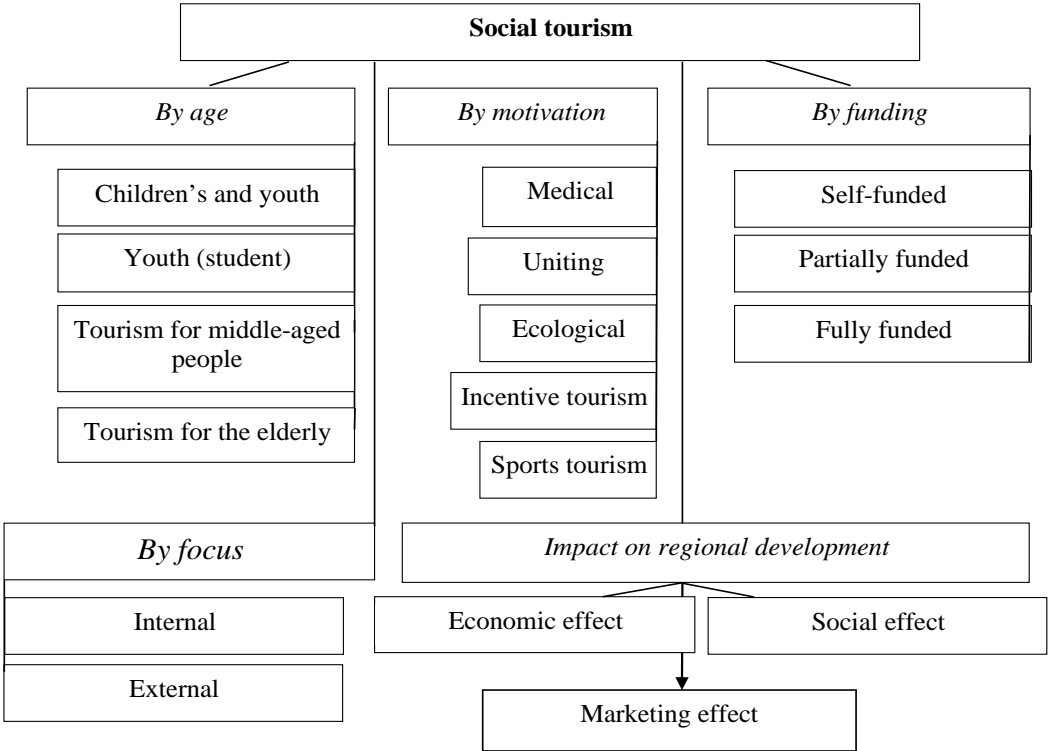 Social tourism
By age
Children’s and youth
Youth (student)
Tourism for middle-aged
people
Tourism for the elderly
By motivation
Medical
Uniting
Ecological
Incentive tourism
Sports tourism
By funding
Self-funded
Partially funded
Fully funded
By focus
Internal
External
Impact on regional development
Economic effect
Social effect
Marketing effect